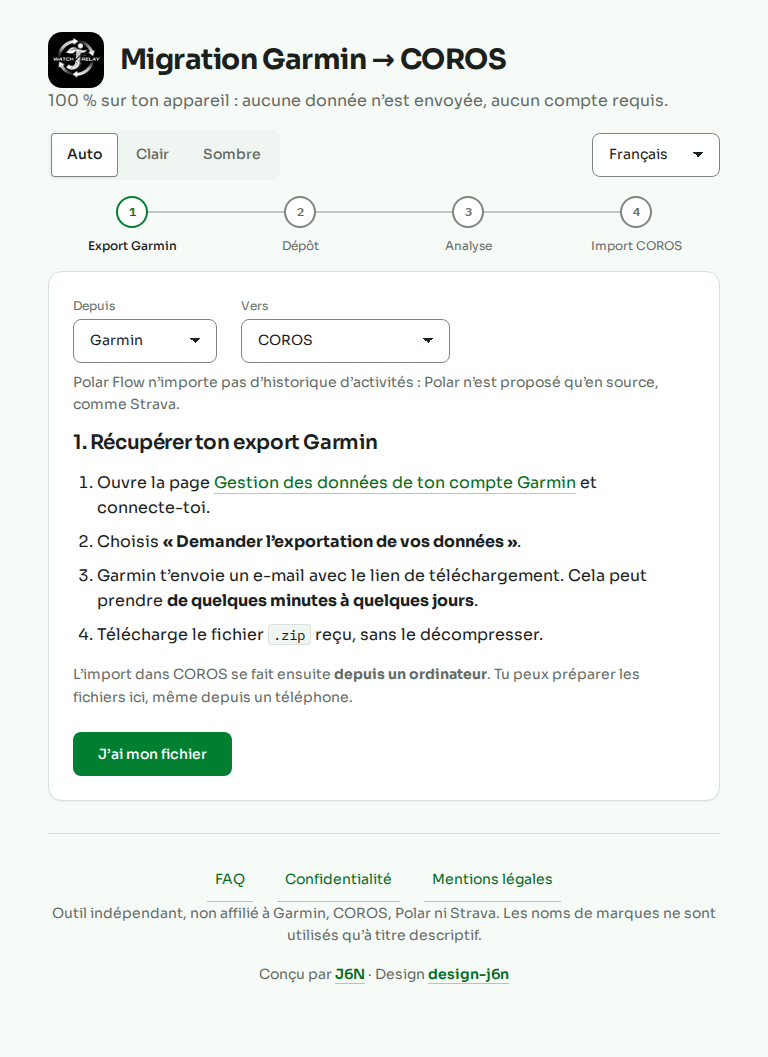 WATCH RELAY
Migration Garmin → COROS
100 % sur ton appareil : aucune donnée n’est envoyée, aucun compte requis.
Auto Clair Sombre Français
1 2 3 4
Export Garmin Dépôt Analyse Import COROS
Depuis Vers
Garmin COROS
Polar Flow n’importe pas d’historique d’activités : Polar n’est proposé qu’en source,
comme Strava.
1. Récupérer ton export Garmin
1. Ouvre la page Gestion des données de ton compte Garmin et
connecte-toi.
2. Choisis « Demander l’exportation de vos données ».
3. Garmin t’envoie un e-mail avec le lien de téléchargement. Cela peut
prendre de quelques minutes à quelques jours.
4. Télécharge le fichier .zip reçu, sans le décompresser.
L’import dans COROS se fait ensuite depuis un ordinateur. Tu peux préparer les
fichiers ici, même depuis un téléphone.
J’ai mon fichier
FAQ Confidentialité Mentions légales
Outil indépendant, non affilié à Garmin, COROS, Polar ni Strava. Les noms de marques ne sont
utilisés qu’à titre descriptif.
Conçu par J6N · Design design-j6n